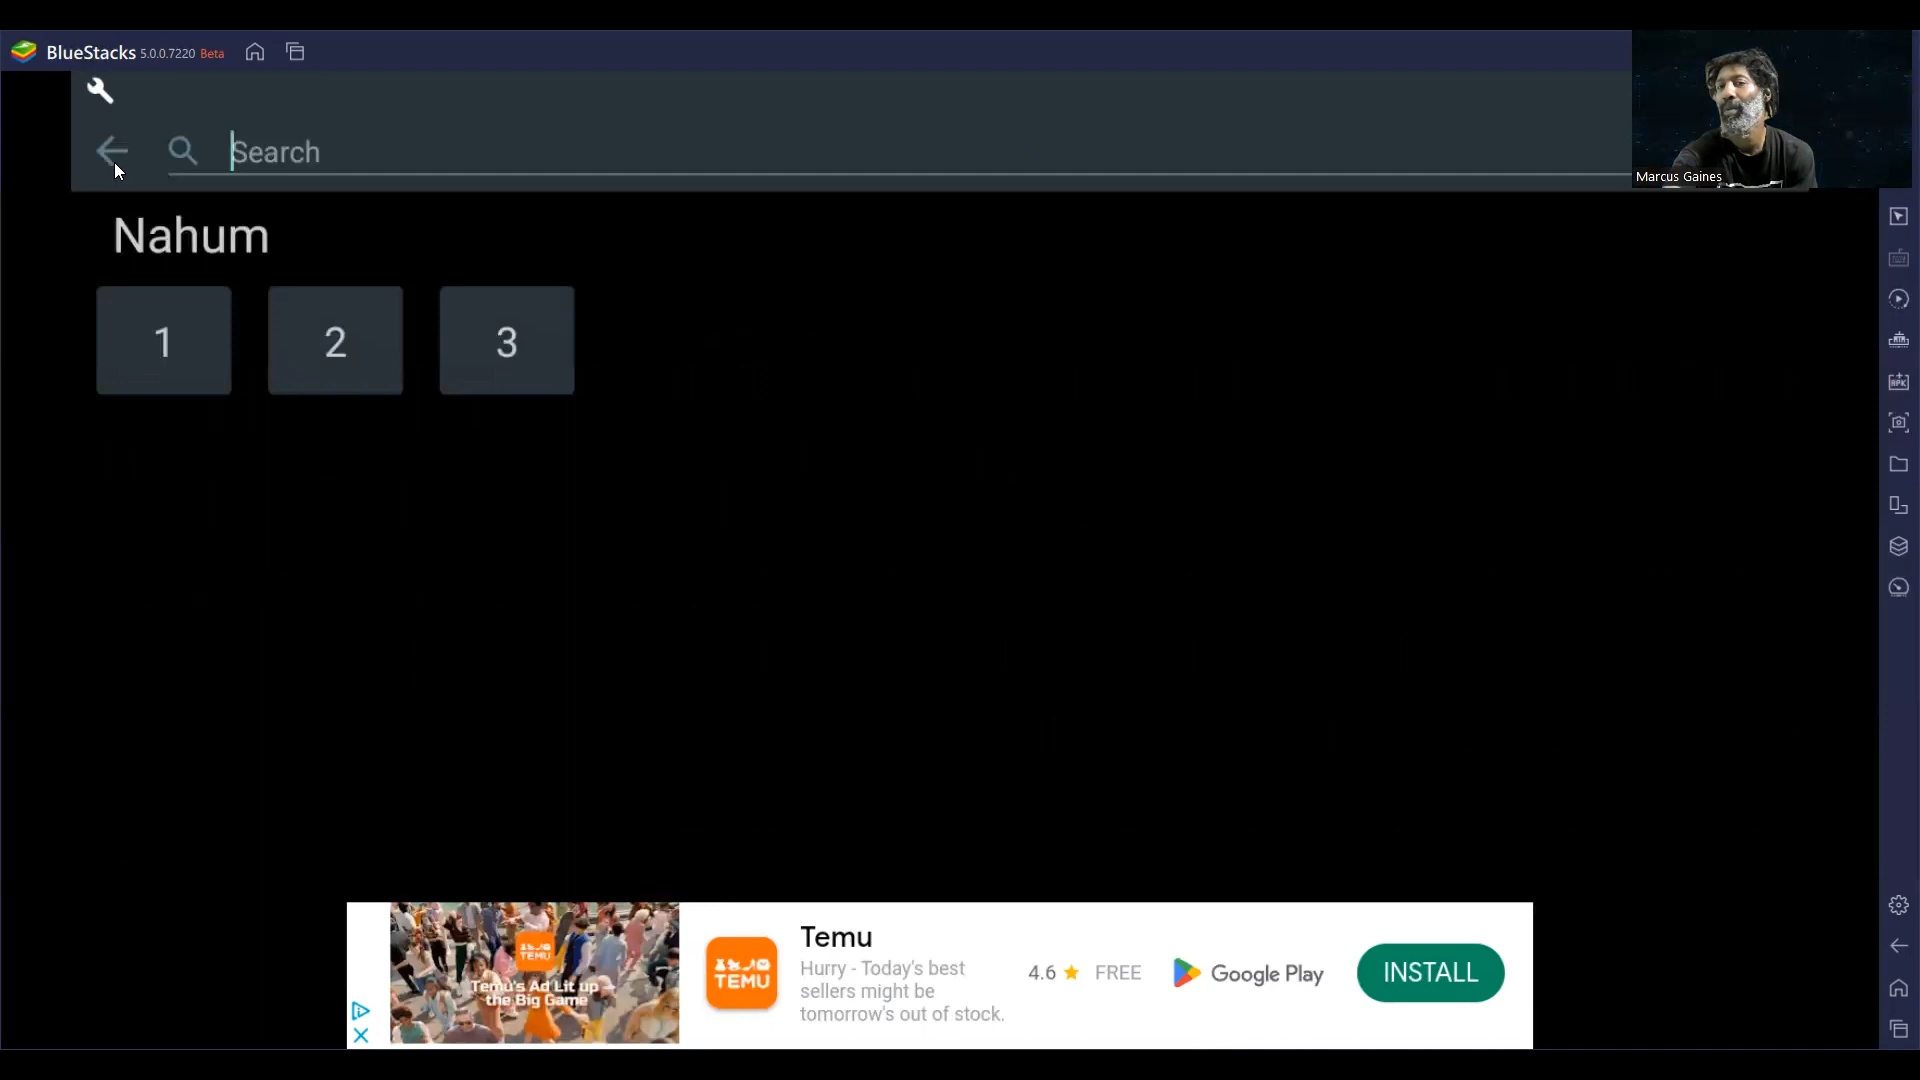 BlueStacks 5.0.0.7220 Beta
Search
Marcus Gaines
Nahum
1 2 3
TEMU
Temu's Ad Lit up
the Big Game
TEMU
Temu
Hurry - Today's best
sellers might be
tomorrow's out of stock.
4.6 FREE
Google Play
INSTALL